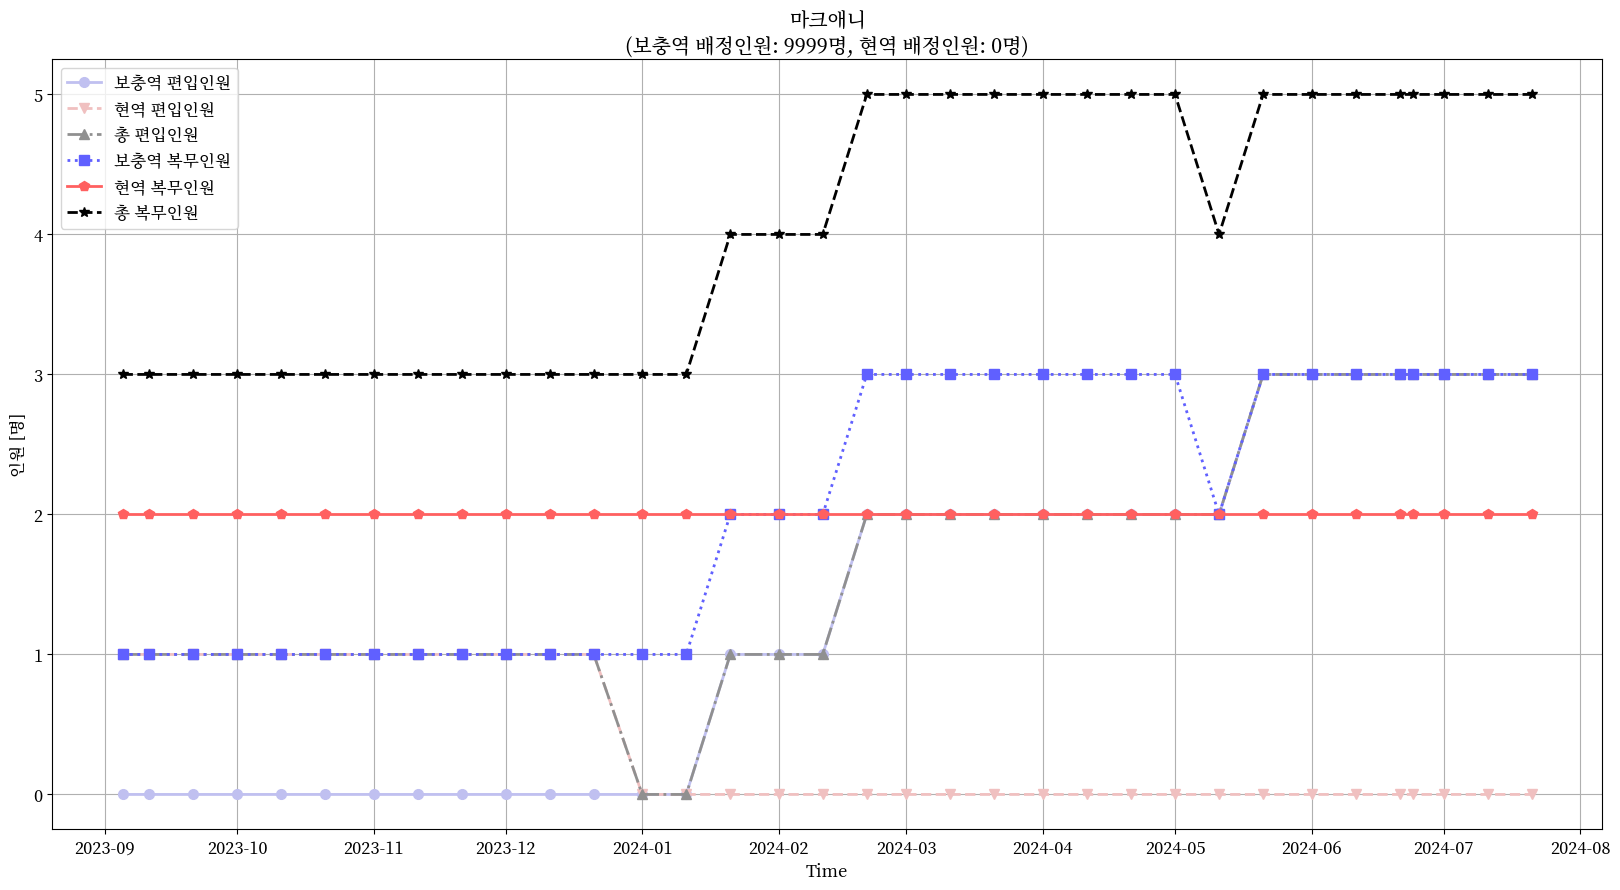 마크애니
(보충역 배정인원: 9999명, 현역 배정인원: 0명)
보충역 편입인원
현역 편입인원
총 편입인원
보충역 복무인원
현역 복무인원
총 복무인원
인원 [명]
5
4
3
2
1
0
2023-09
2023-10
2023-11
2023-12
2024-01
2024-02
2024-03
2024-04
2024-05
2024-06
2024-07
2024-08
Time